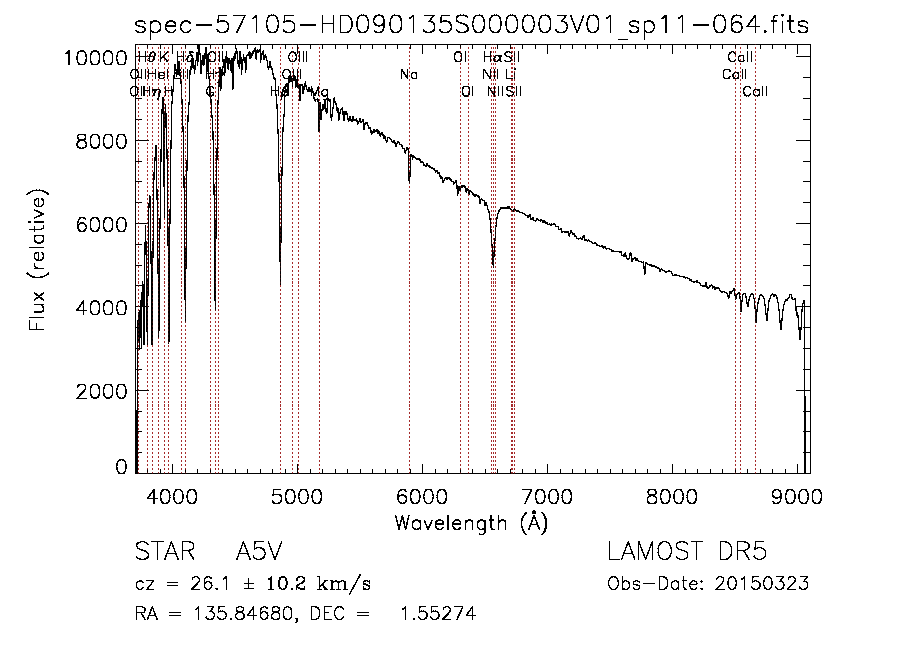 spec-57105-HD090135S000003V01_sp11-064.fits
Flux (relative)
10000
8000
6000
4000
2000
0
OIII
Na
OI
Hα SII
CaII
OIII
NII Li
CaII
Mg
OI
NII SII
CaII
4000 5000 6000 7000 8000 9000
Wavelength (Å)
STAR A5V
LAMOST DR5
cz = 26.1 ± 10.2 km/s
Obs-Date: 20150323
RA = 135.84680, DEC = 1.55274